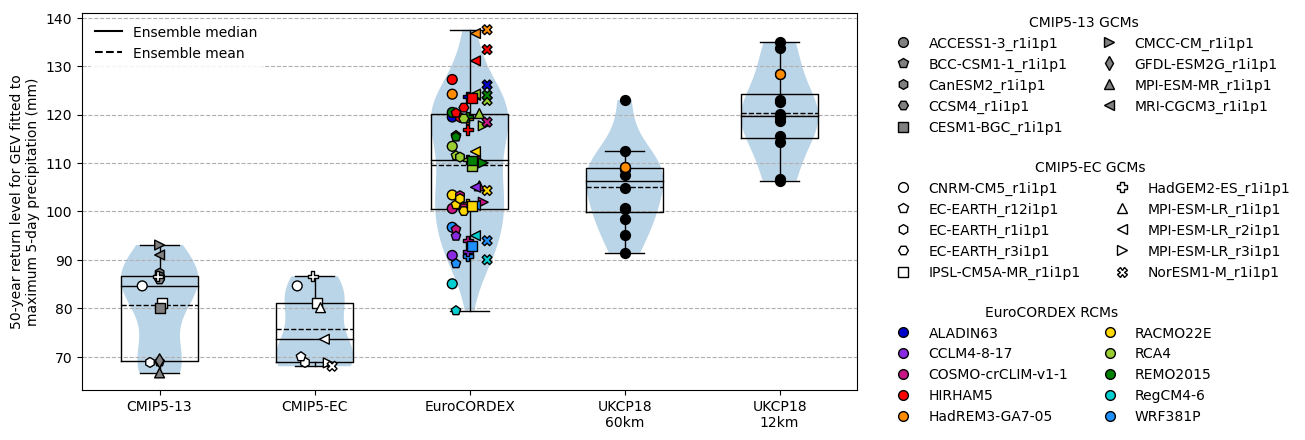 50-year return level for GEV fitted to
maximum 5-day precipitation (mm)
140
130
120
110
100
90
80
70
Ensemble median
Ensemble mean
CMIP5-13
CMIP5-EC
EuroCORDEX
UKCP18
60km
UKCP18
12km
CMIP5-13 GCMs
ACCESS1-3_r1i1p1
BCC-CSM1-1_r1i1p1
CanESM2_r1i1p1
CCSM4_r1i1p1
CESM1-BGC_r1i1p1
CMCC-CM_r1i1p1
GFDL-ESM2G_r1i1p1
MPI-ESM-MR_r1i1p1
MRI-CGCM3_r1i1p1
CMIP5-EC GCMs
CNRM-CM5_r1i1p1
EC-EARTH_r12i1p1
EC-EARTH_r1i1p1
EC-EARTH_r3i1p1
IPSL-CM5A-MR_r1i1p1
HadGEM2-ES_r1i1p1
MPI-ESM-LR_r1i1p1
MPI-ESM-LR_r2i1p1
MPI-ESM-LR_r3i1p1
NorESM1-M_r1i1p1
EuroCORDEX RCMs
ALADIN63
CCLM4-8-17
COSMO-crCLIM-v1-1
HIRHAM5
HadREM3-GA7-05
RACMO22E
RCA4
REMO2015
RegCM4-6
WRF381P